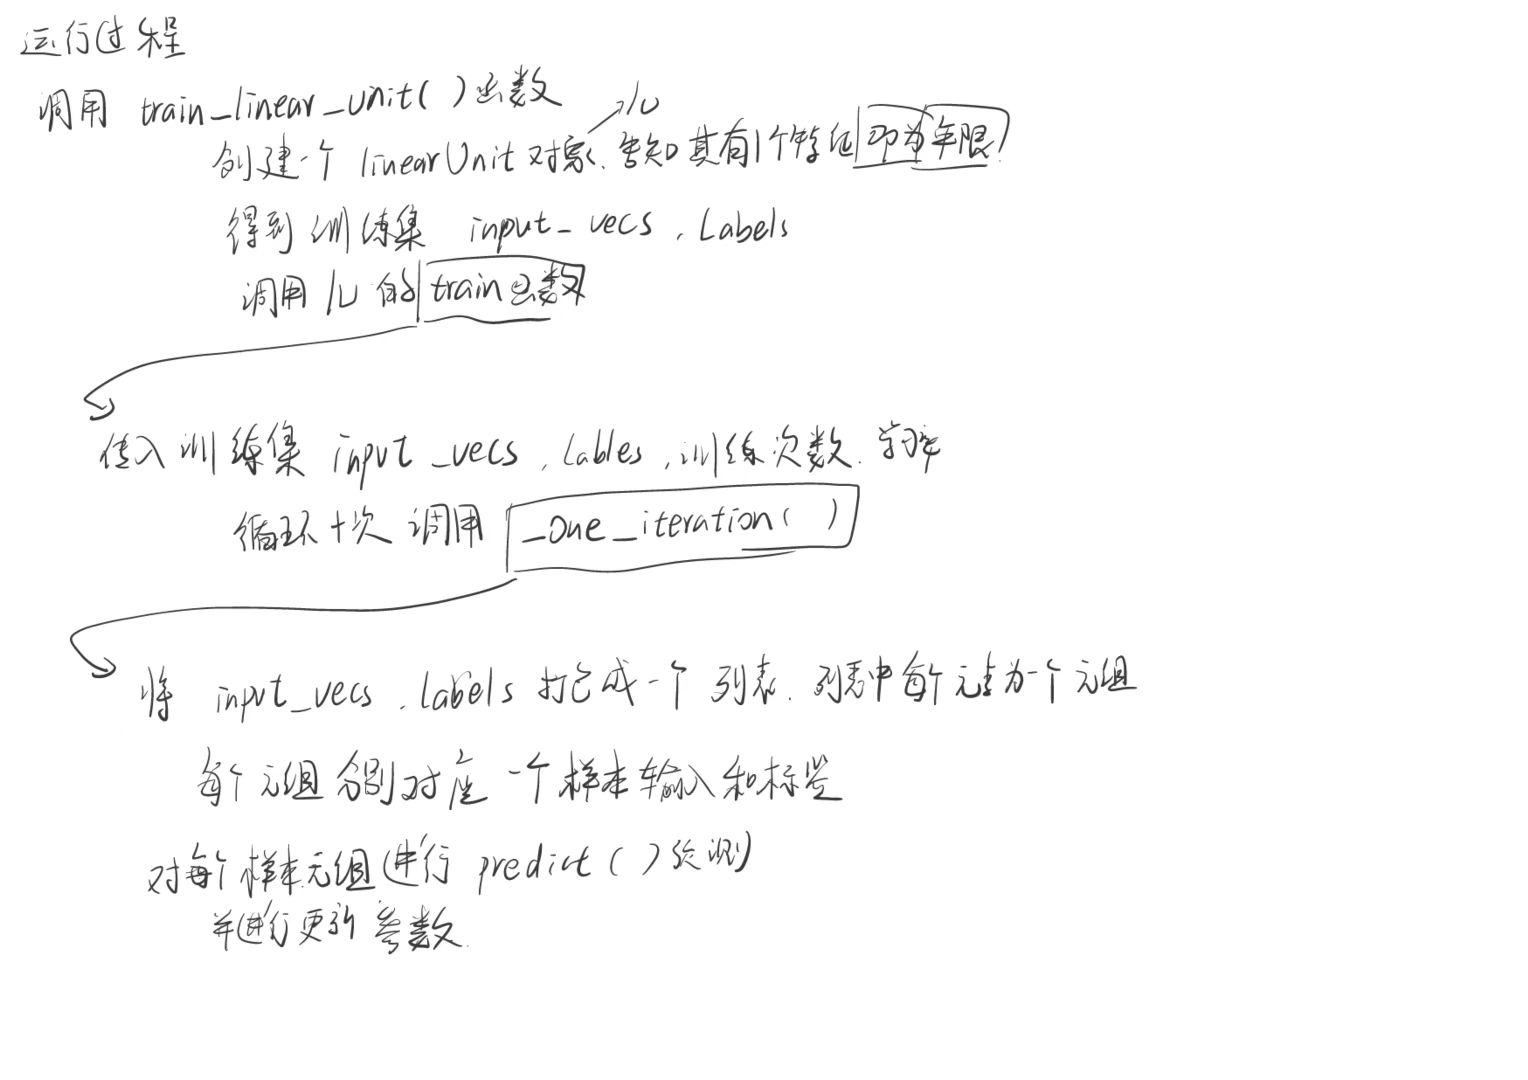 运行过程
调用 train_linear_unit( )函数
lu
创建一个 linearUnit 对象, 告知其有1个特征 即为年限
得到训练集 input_vecs, Labels
调用 lu 的 train函数
传入训练集 input_vecs, Lables, 训练次数, 学习率
循环十次 调用 _one_iteration( )
将 input_vecs, Labels 打包成一个 列表, 列表中每个元素为一个元组
每个元组分别对应一个样本输入和标签
对每个样本元组进行 predict( )预测
并进行更新参数